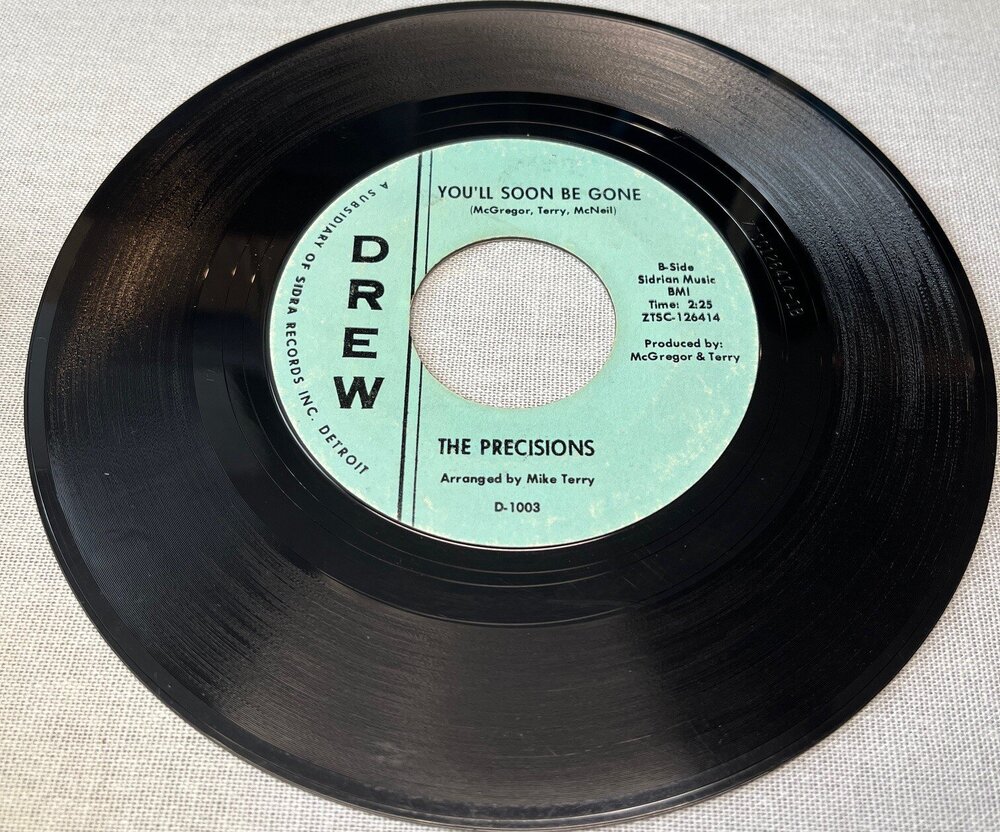 A SUBSIDIARY OF SIDRA RECORDS INC. DETROIT
DREW
YOU'LL SOON BE GONE
(McGregor, Terry, McNeil)
B-Side
Sidrian Music
BMI
Time: 2:25
ZTSC-126414
Produced by:
McGregor & Terry
THE PRECISIONS
Arranged by Mike Terry
D-1003